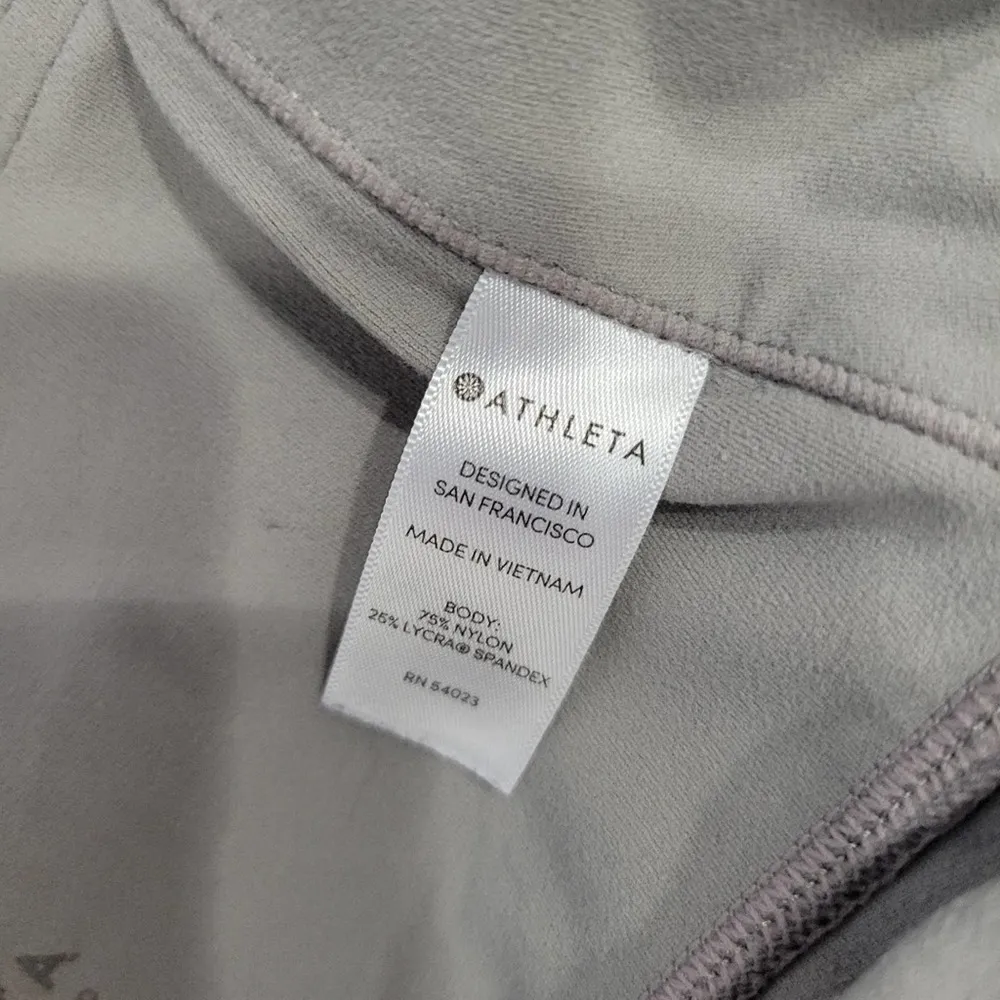 ATHLETA
DESIGNED IN
SAN FRANCISCO
MADE IN VIETNAM
BODY:
75% NYLON
25% LYCRA® SPANDEX
RN 54023
A